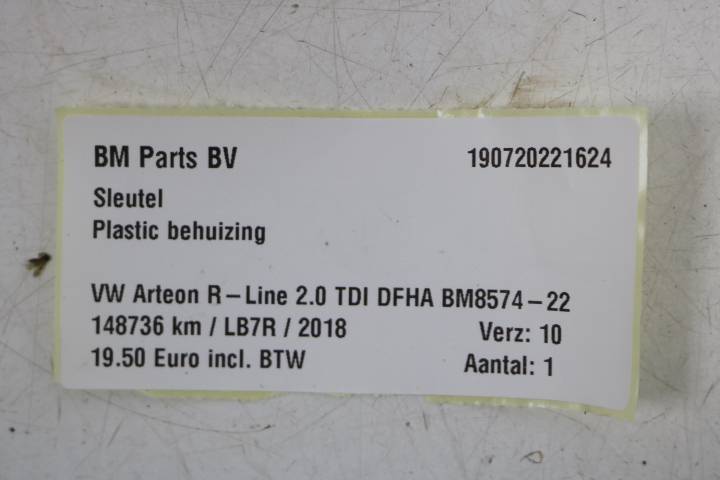 BM Parts BV 190720221624
Sleutel
Plastic behuizing
VW Arteon R-Line 2.0 TDI DFHA BM8574-22
148736 km / LB7R / 2018 Verz: 10
19.50 Euro incl. BTW Aantal: 1